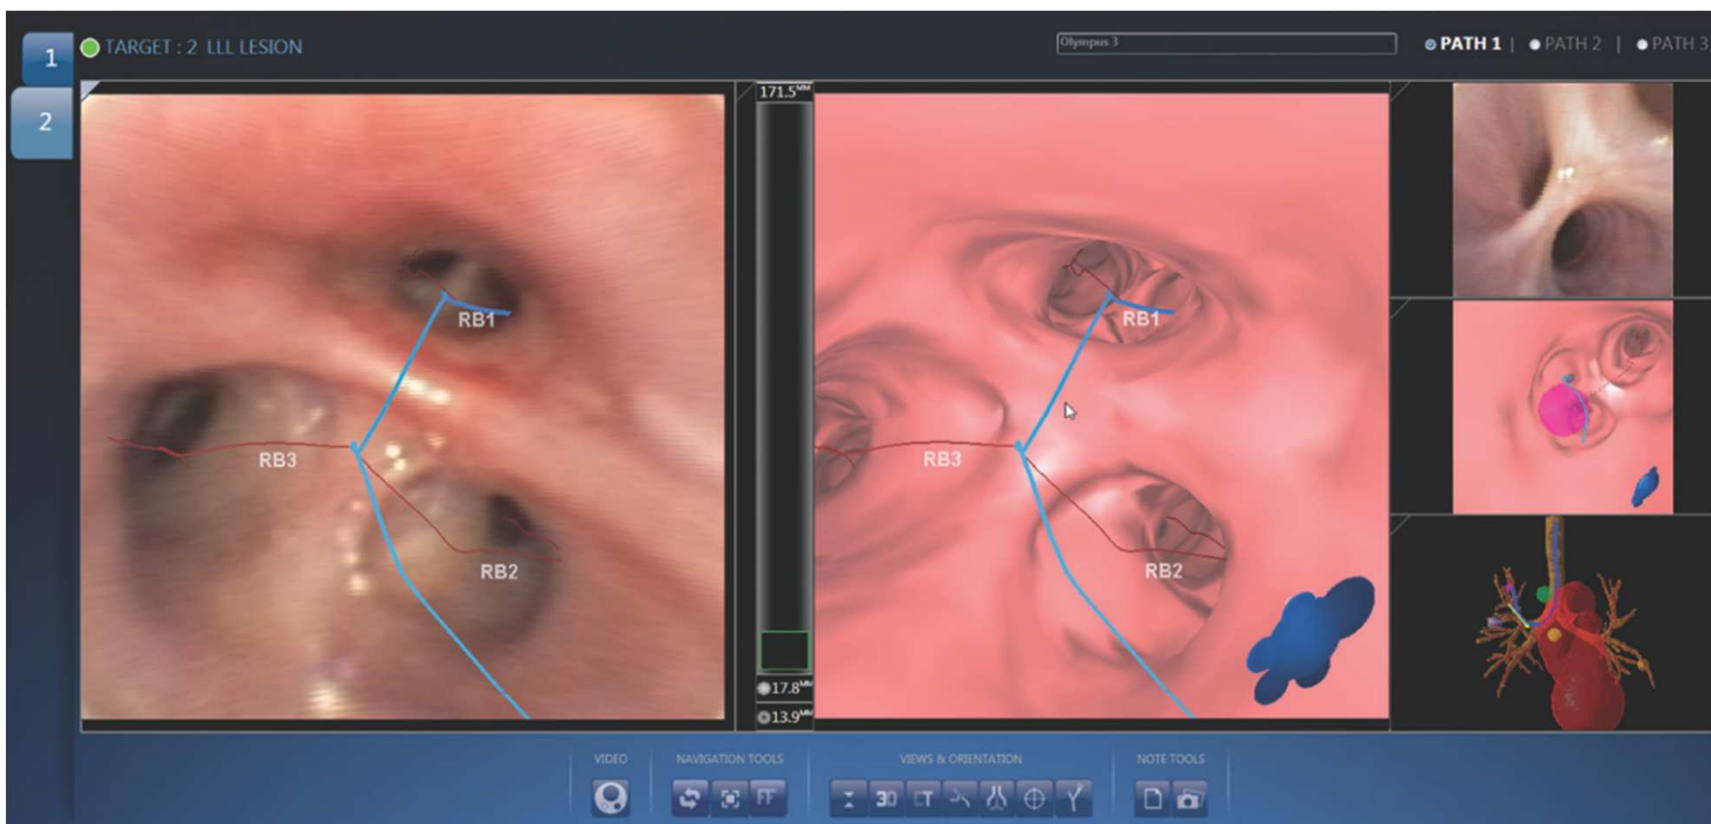 1
TARGET : 2 LLL LESION
Olympus 3
PATH 1 | PATH 2 | PATH 3
2
171.5MM
RB1
RB3
RB2
RB1
RB3
RB2
17.8MM
13.9MM
VIDEO
NAVIGATION TOOLS
VIEWS & ORIENTATION
NOTE TOOLS
FF
3D
CT